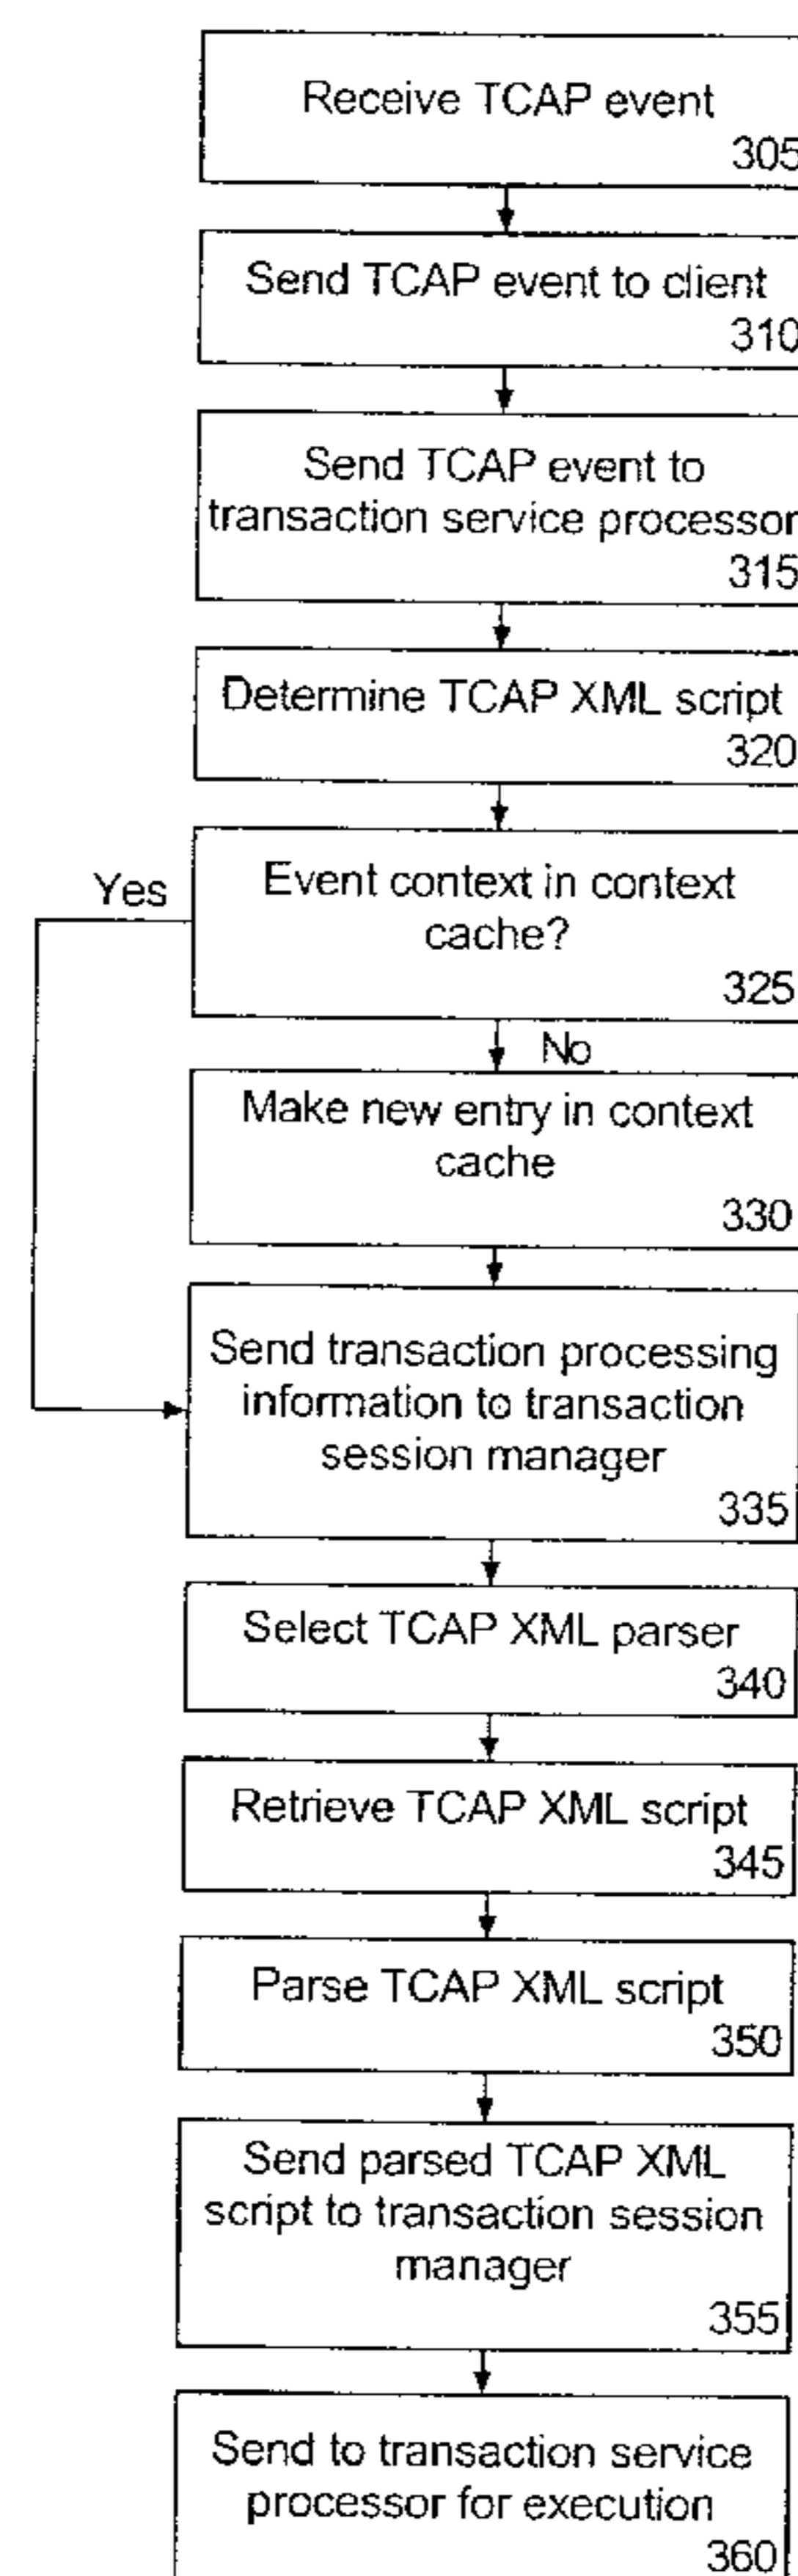 Receive TCAP event
305
Send TCAP event to client
310
Send TCAP event to
transaction service processor
315
Determine TCAP XML script
320
Event context in context
cache?
325
Yes
No
Make new entry in context
cache
330
Send transaction processing
information to transaction
session manager
335
Select TCAP XML parser
340
Retrieve TCAP XML script
345
Parse TCAP XML script
350
Send parsed TCAP XML
script to transaction session
manager
355
Send to transaction service
processor for execution
360